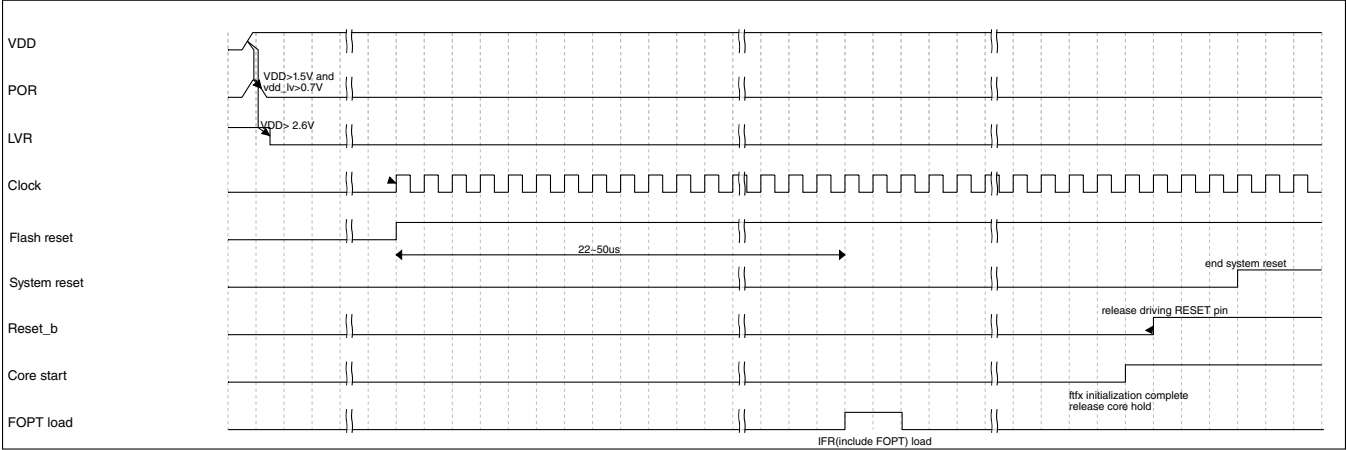 VDD
VDD>1.5V and
vdd_lv>0.7V
POR
VDD> 2.6V
LVR
Clock
Flash reset
22~50us
end system reset
System reset
release driving RESET pin
Reset_b
Core start
ftfx initialization complete
release core hold
FOPT load
IFR(include FOPT) load